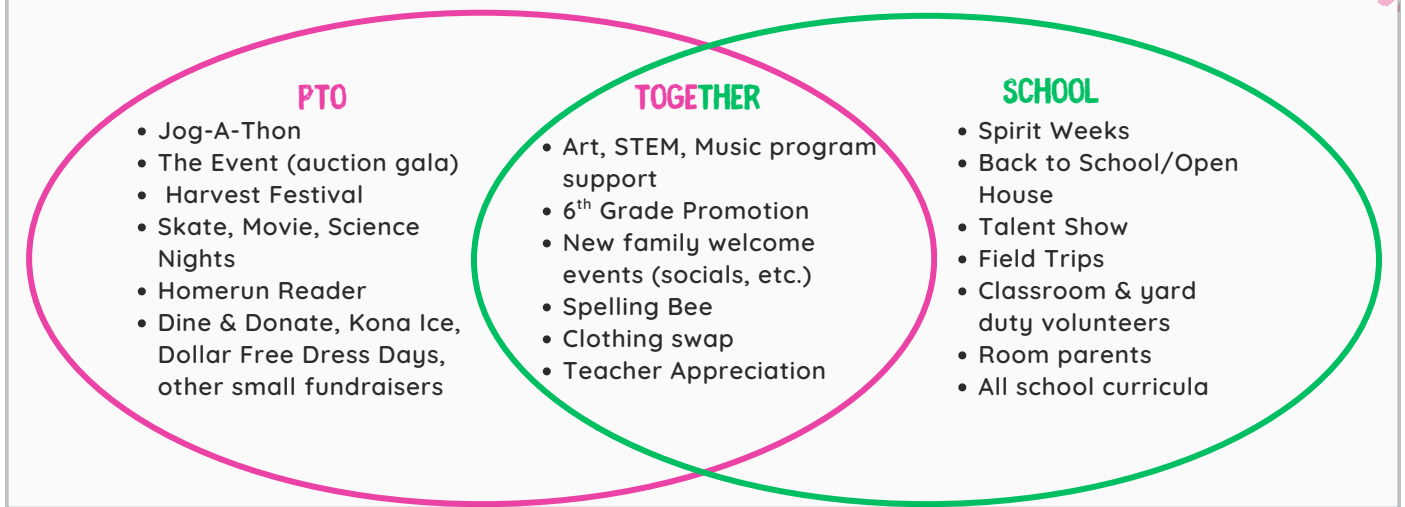 PTO
• Jog-A-Thon
• The Event (auction gala)
• Harvest Festival
• Skate, Movie, Science
Nights
• Homerun Reader
• Dine & Donate, Kona Ice,
Dollar Free Dress Days,
other small fundraisers
TOGETHER
• Art, STEM, Music program
support
• 6th Grade Promotion
• New family welcome
events (socials, etc.)
• Spelling Bee
• Clothing swap
• Teacher Appreciation
SCHOOL
• Spirit Weeks
• Back to School/Open
House
• Talent Show
• Field Trips
• Classroom & yard
duty volunteers
• Room parents
• All school curricula